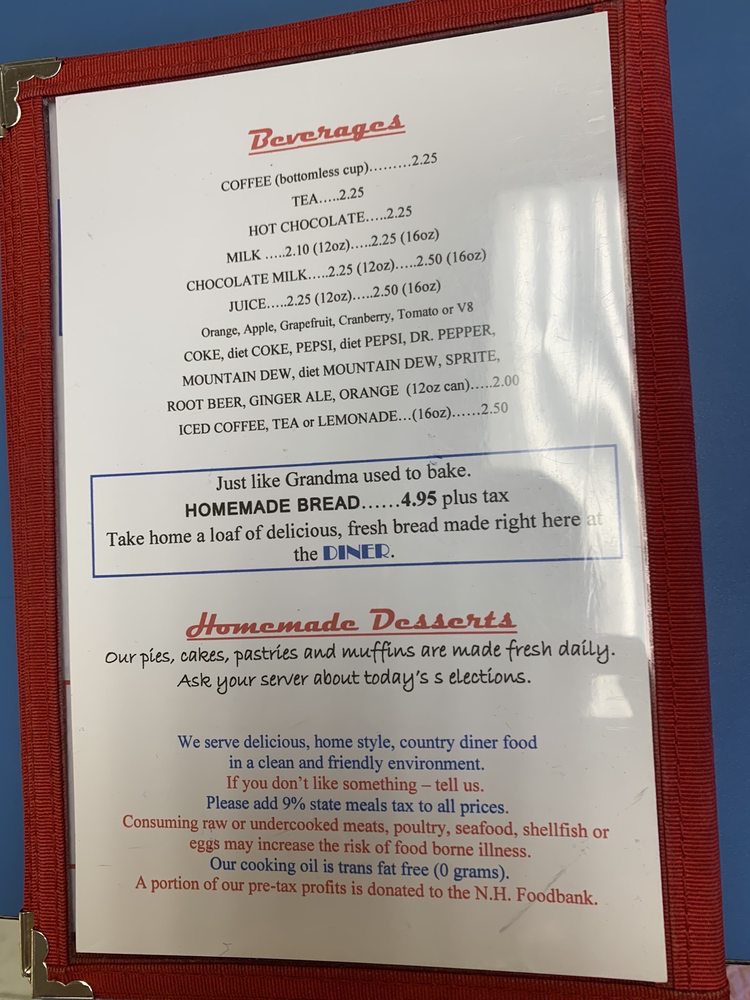 Beverages
COFFEE (bottomless cup)………2.25
TEA…..2.25
HOT CHOCOLATE…..2.25
MILK …..2.10 (12oz)…..2.25 (16oz)
CHOCOLATE MILK…..2.25 (12oz)…..2.50 (16oz)
JUICE…..2.25 (12oz)…..2.50 (16oz)
Orange, Apple, Grapefruit, Cranberry, Tomato or V8
COKE, diet COKE, PEPSI, diet PEPSI, DR. PEPPER,
MOUNTAIN DEW, diet MOUNTAIN DEW, SPRITE,
ROOT BEER, GINGER ALE, ORANGE (12oz can)…..2.00
ICED COFFEE, TEA or LEMONADE…(16oz)……2.50
Just like Grandma used to bake.
HOMEMADE BREAD……4.95 plus tax
Take home a loaf of delicious, fresh bread made right here at
the DINER.
Homemade Desserts
Our pies, cakes, pastries and muffins are made fresh daily.
Ask your server about today's s elections.
We serve delicious, home style, country diner food
in a clean and friendly environment.
If you don't like something – tell us.
Please add 9% state meals tax to all prices.
Consuming raw or undercooked meats, poultry, seafood, shellfish or
eggs may increase the risk of food borne illness.
Our cooking oil is trans fat free (0 grams).
A portion of our pre-tax profits is donated to the N.H. Foodbank.